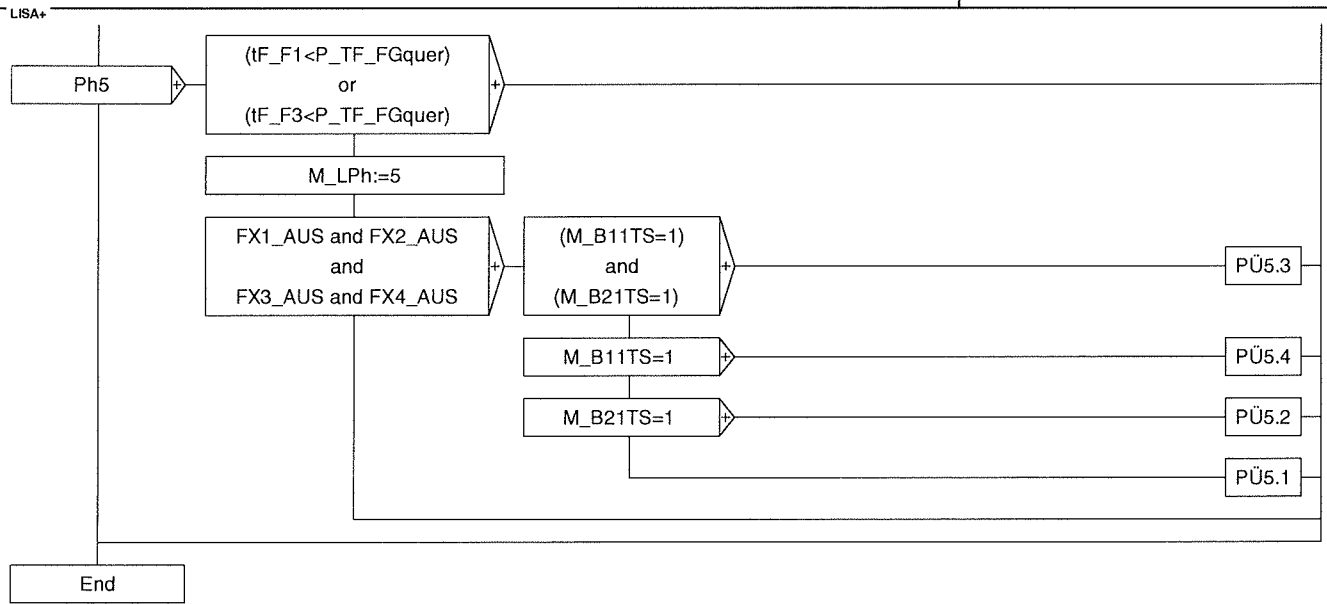 LISA+
Ph5
+
(tF_F1<P_TF_FGquer)
or
(tF_F3<P_TF_FGquer)
+
M_LPh:=5
FX1_AUS and FX2_AUS
and
FX3_AUS and FX4_AUS
+
(M_B11TS=1)
and
(M_B21TS=1)
+
PÜ5.3
M_B11TS=1
+
PÜ5.4
M_B21TS=1
+
PÜ5.2
PÜ5.1
End